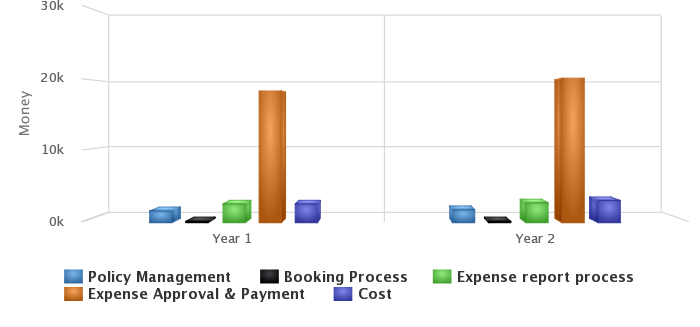 30k
20k
10k
0k
Money
Year 1
Year 2
Policy Management
Booking Process
Expense report process
Expense Approval & Payment
Cost